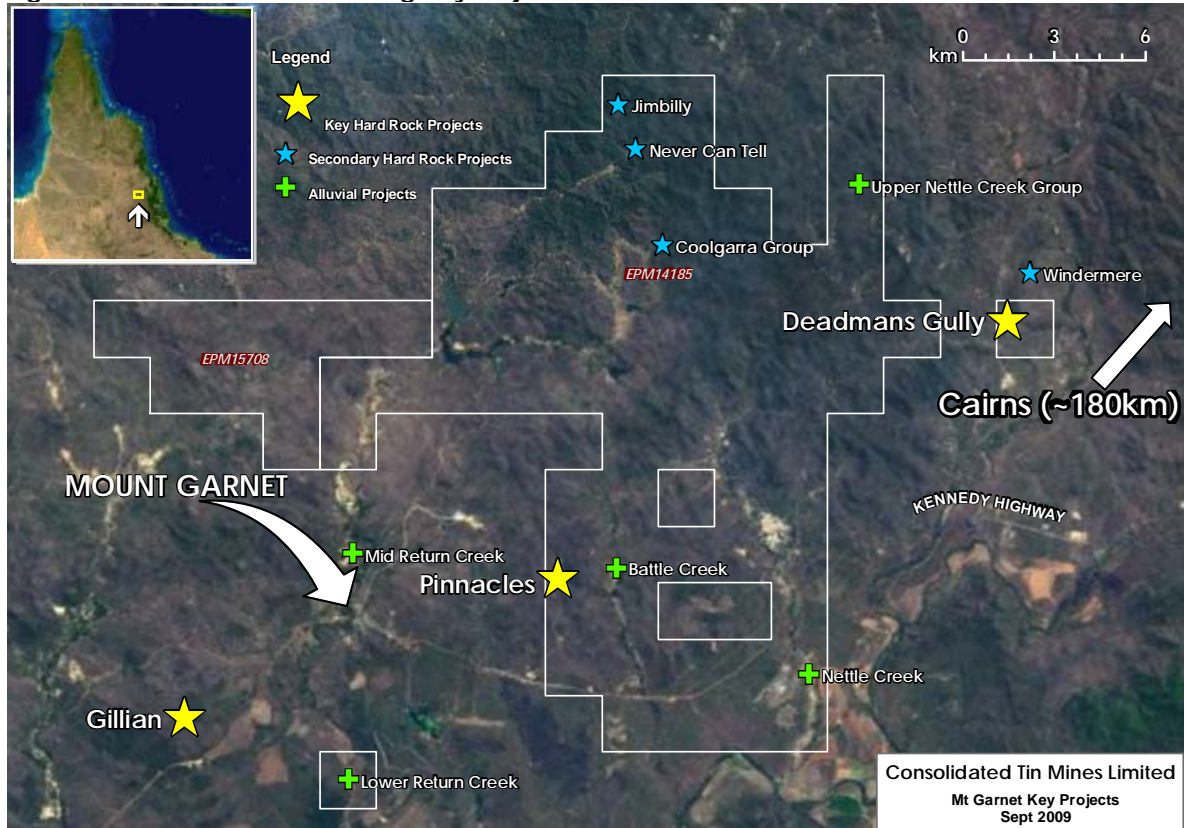 Legend
Key Hard Rock Projects
Secondary Hard Rock Projects
Alluvial Projects
0 3 6
km
Jimbilly
Never Can Tell
Upper Nettle Creek Group
Coolgarra Group
EPM14185
Windermere
Deadmans Gully
EPM15708
Cairns (~180km)
MOUNT GARNET
KENNEDY HIGHWAY
Mid Return Creek
Pinnacles
Battle Creek
Nettle Creek
Gillian
Lower Return Creek
Consolidated Tin Mines Limited
Mt Garnet Key Projects
Sept 2009